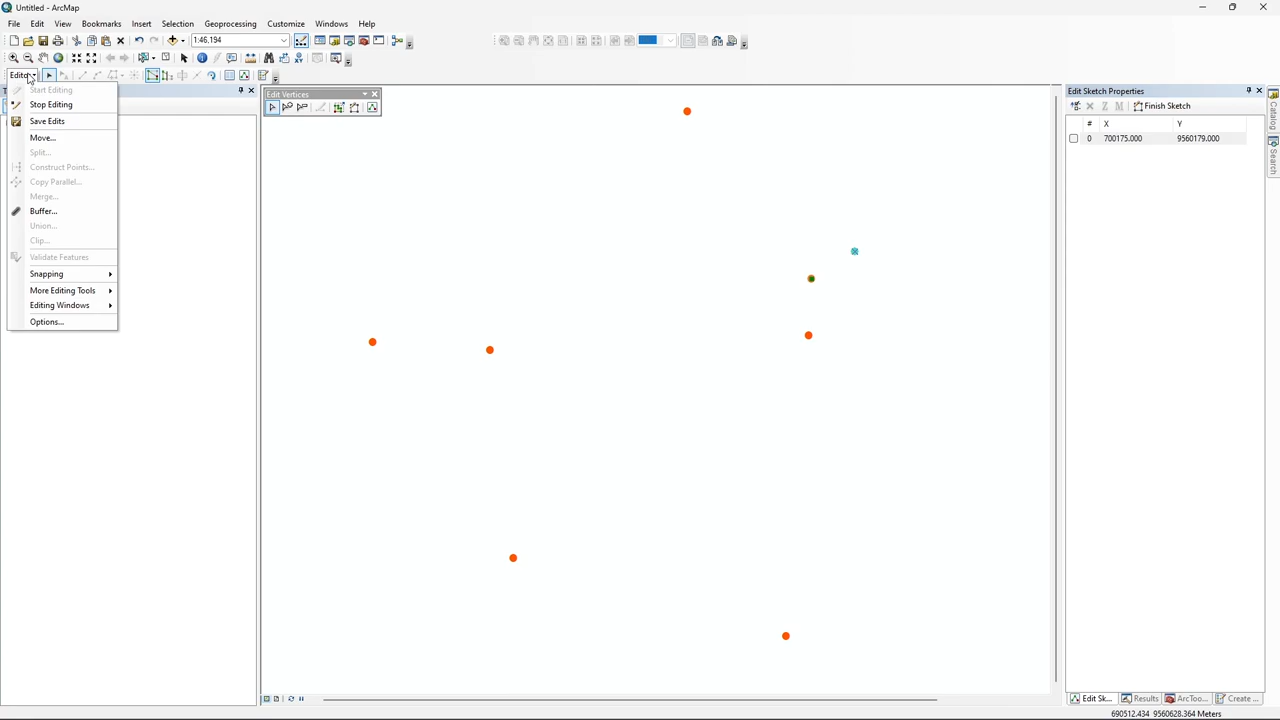 Untitled - ArcMap
File Edit View Bookmarks Insert Selection Geoprocessing Customize Windows Help
1:46.194
Editor
Start Editing
Stop Editing
Save Edits
Move...
Split...
Construct Points...
Copy Parallel...
Merge...
Buffer...
Union...
Clip...
Validate Features
Snapping
More Editing Tools
Editing Windows
Options...
Edit Vertices
Edit Sketch Properties
Finish Sketch
# X Y
0 700175.000 9560179.000
Catalog
Search
Edit Sk... Results ArcToo... Create ...
690512.434 9560628.364 Meters